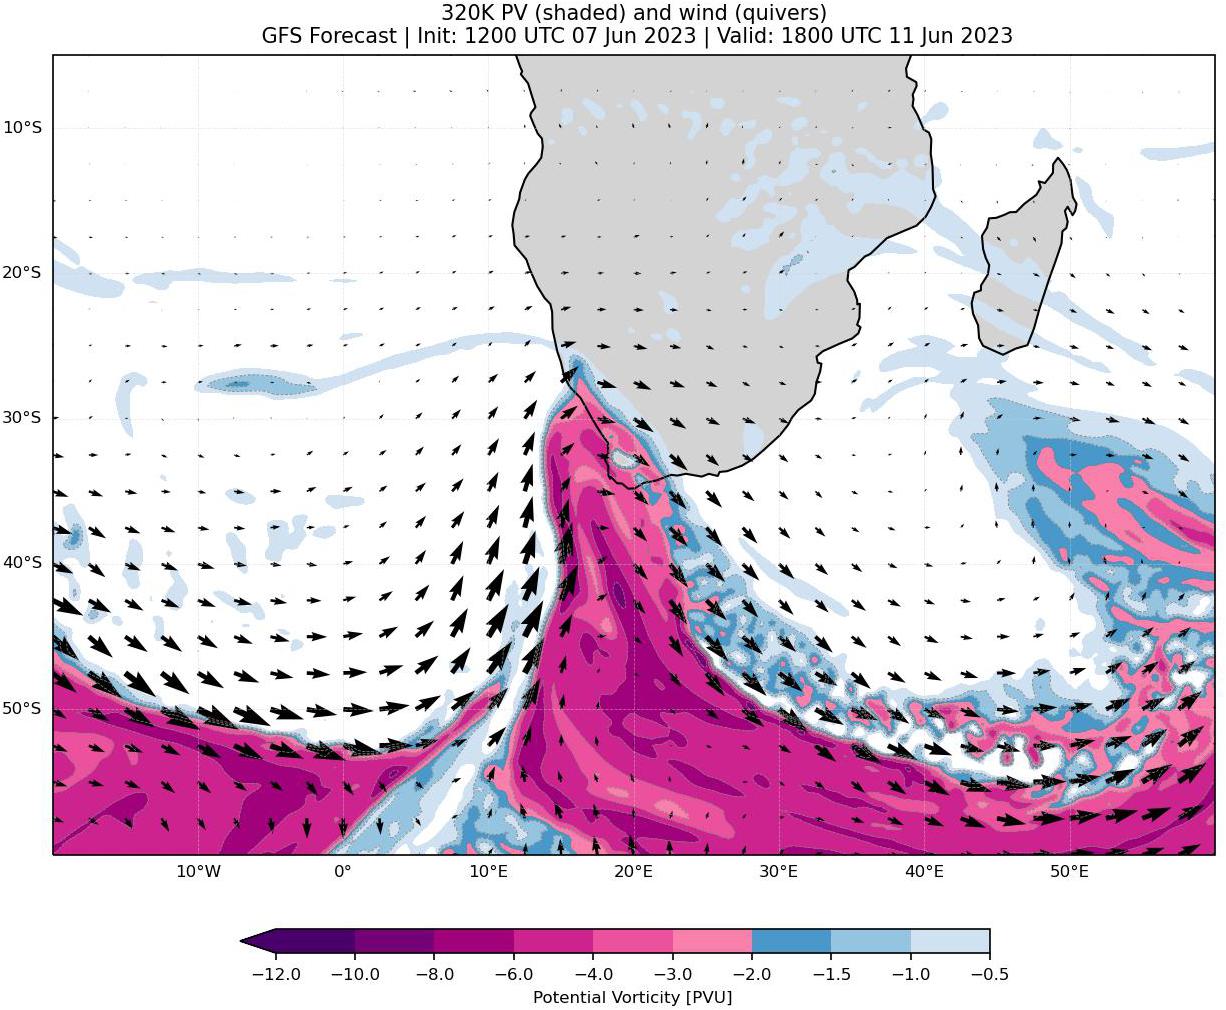 320K PV (shaded) and wind (quivers)
GFS Forecast | Init: 1200 UTC 07 Jun 2023 | Valid: 1800 UTC 11 Jun 2023
10°S
20°S
30°S
40°S
50°S
10°W 0° 10°E 20°E 30°E 40°E 50°E
−12.0 −10.0 −8.0 −6.0 −4.0 −3.0 −2.0 −1.5 −1.0 −0.5
Potential Vorticity [PVU]